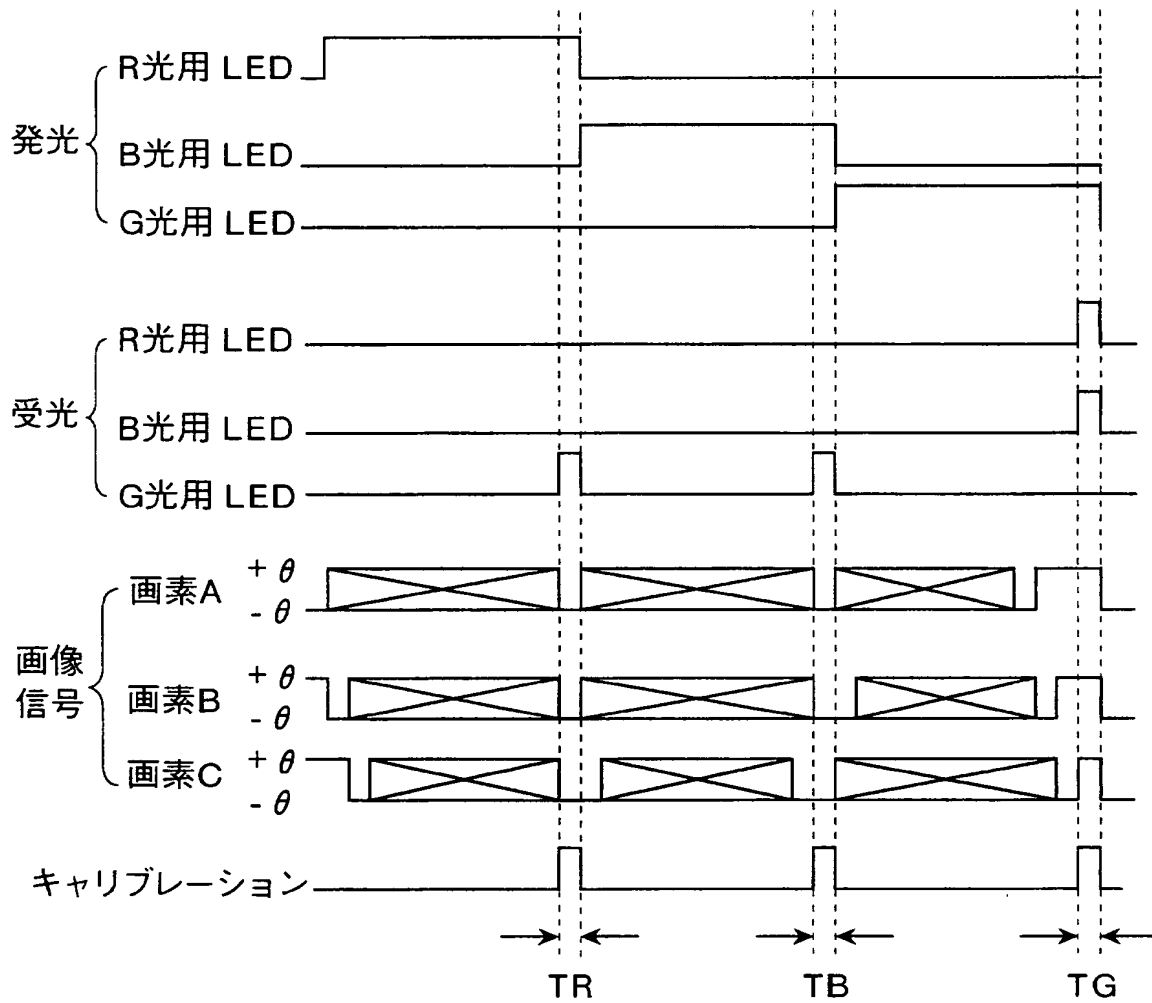 発光
R光用 LED
B光用 LED
G光用 LED
受光
R光用 LED
B光用 LED
G光用 LED
画像
信号
画素A
+θ
-θ
画素B
+θ
-θ
画素C
+θ
-θ
キャリブレーション
TR
TB
TG